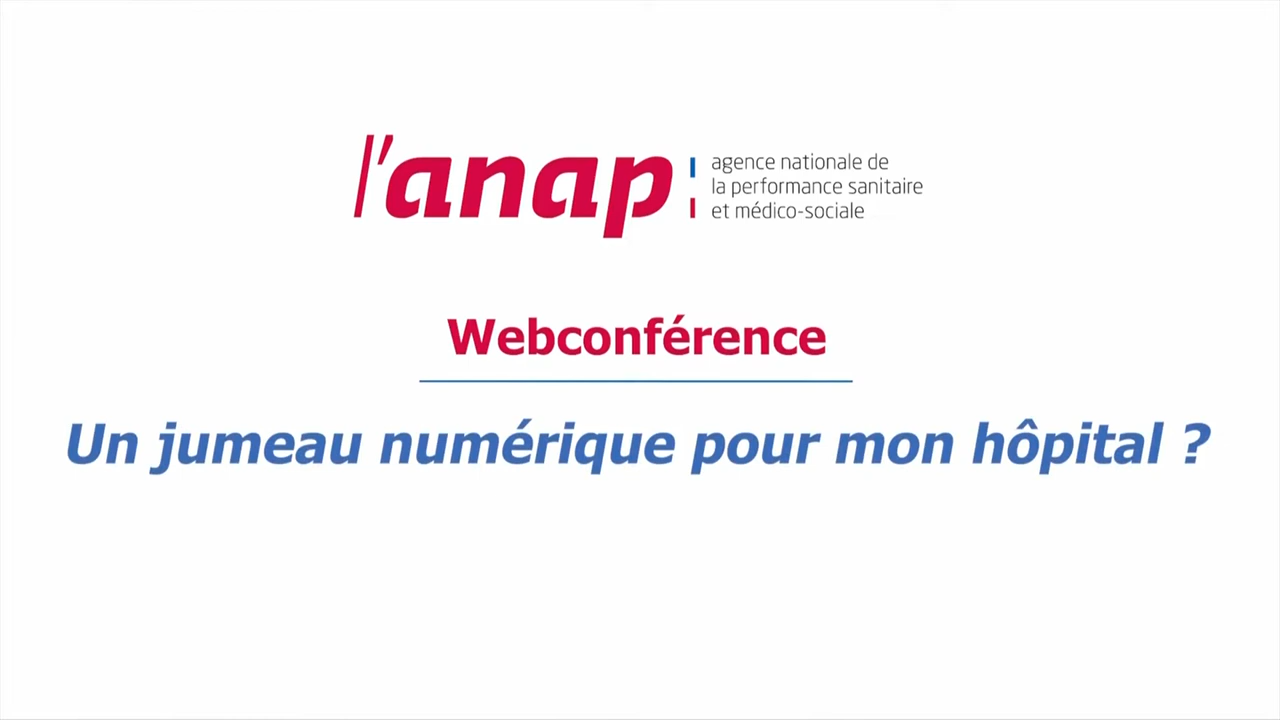 l'anap
agence nationale de
la performance sanitaire
et médico-sociale
Webconférence
Un jumeau numérique pour mon hôpital ?